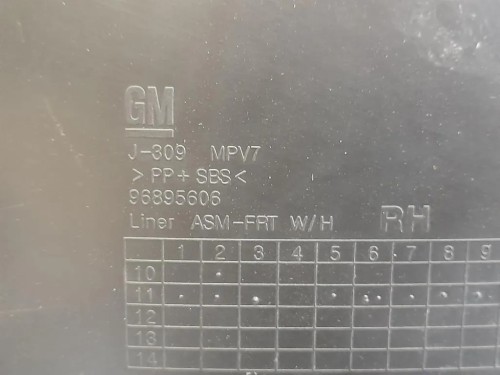 GM
J-309 MPV7
>PP+SBS<
96895606
Liner ASM-FRT W/H RH
1 2 3 4 5 6 7 8 9
10
11
12
13
14